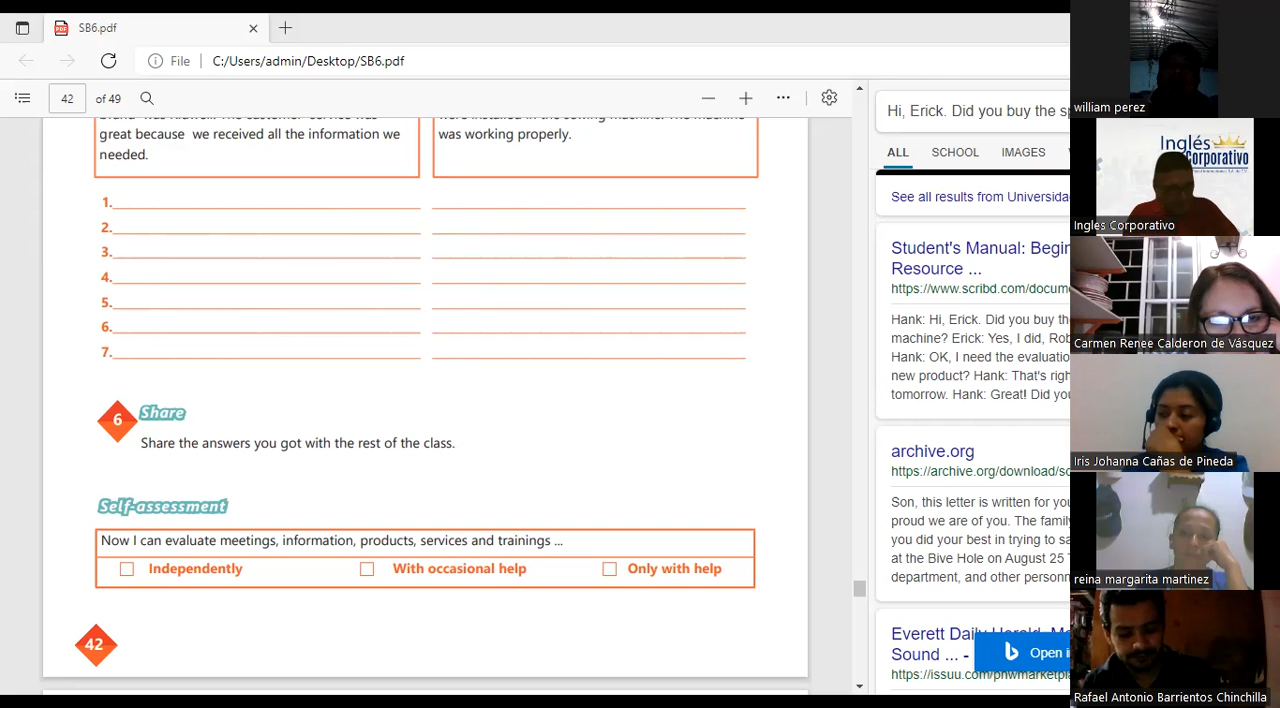 SB6.pdf
File
C:/Users/admin/Desktop/SB6.pdf
42
of 49
great because we received all the information we
needed.
was working properly.
1.
2.
3.
4.
5.
6.
7.
6
Share
Share the answers you got with the rest of the class.
Self-assessment
Now I can evaluate meetings, information, products, services and trainings ...
Independently
With occasional help
Only with help
42
Hi, Erick. Did you buy the sp
ALL
SCHOOL
IMAGES
See all results from Universida
Student's Manual: Begin
Resource ...
https://www.scribd.com/docume
Hank: Hi, Erick. Did you buy the
machine? Erick: Yes, I did, Rob
Hank: OK, I need the evaluation
new product? Hank: That's righ
tomorrow. Hank: Great! Did you
archive.org
https://archive.org/download/sc
Son, this letter is written for you
proud we are of you. The family
you did your best in trying to sa
at the Bive Hole on August 25 T
department, and other personn
Everett Daily Herald, Ma
Sound ... -
https://issuu.com/pnwmarketpla
Open i
william perez
Inglés
Corporativo
Ingles Corporativo
Carmen Renee Calderon de Vásquez
Iris Johanna Cañas de Pineda
reina margarita martinez
Rafael Antonio Barrientos Chinchilla